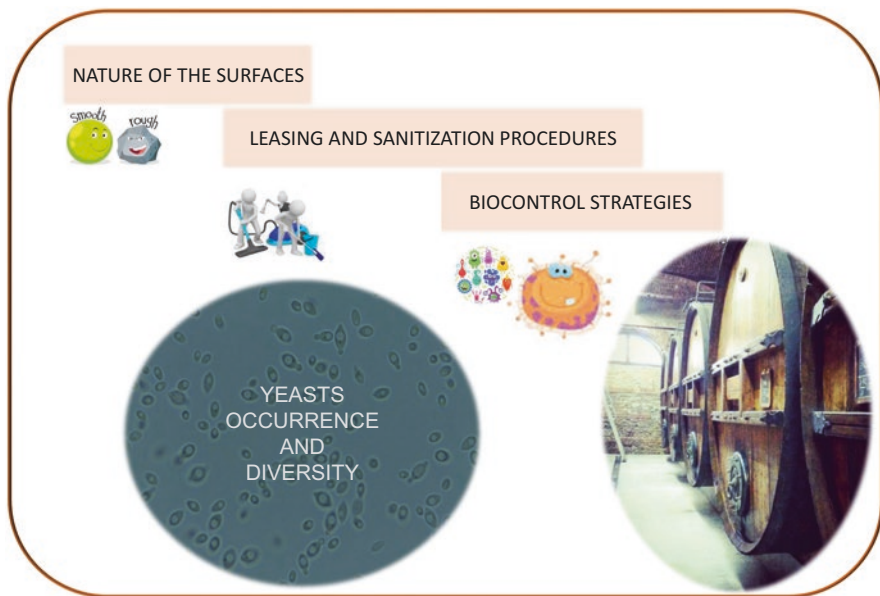 NATURE OF THE SURFACES
smooth
rough
LEASING AND SANITIZATION PROCEDURES
BIOCONTROL STRATEGIES
YEASTS
OCCURRENCE
AND
DIVERSITY